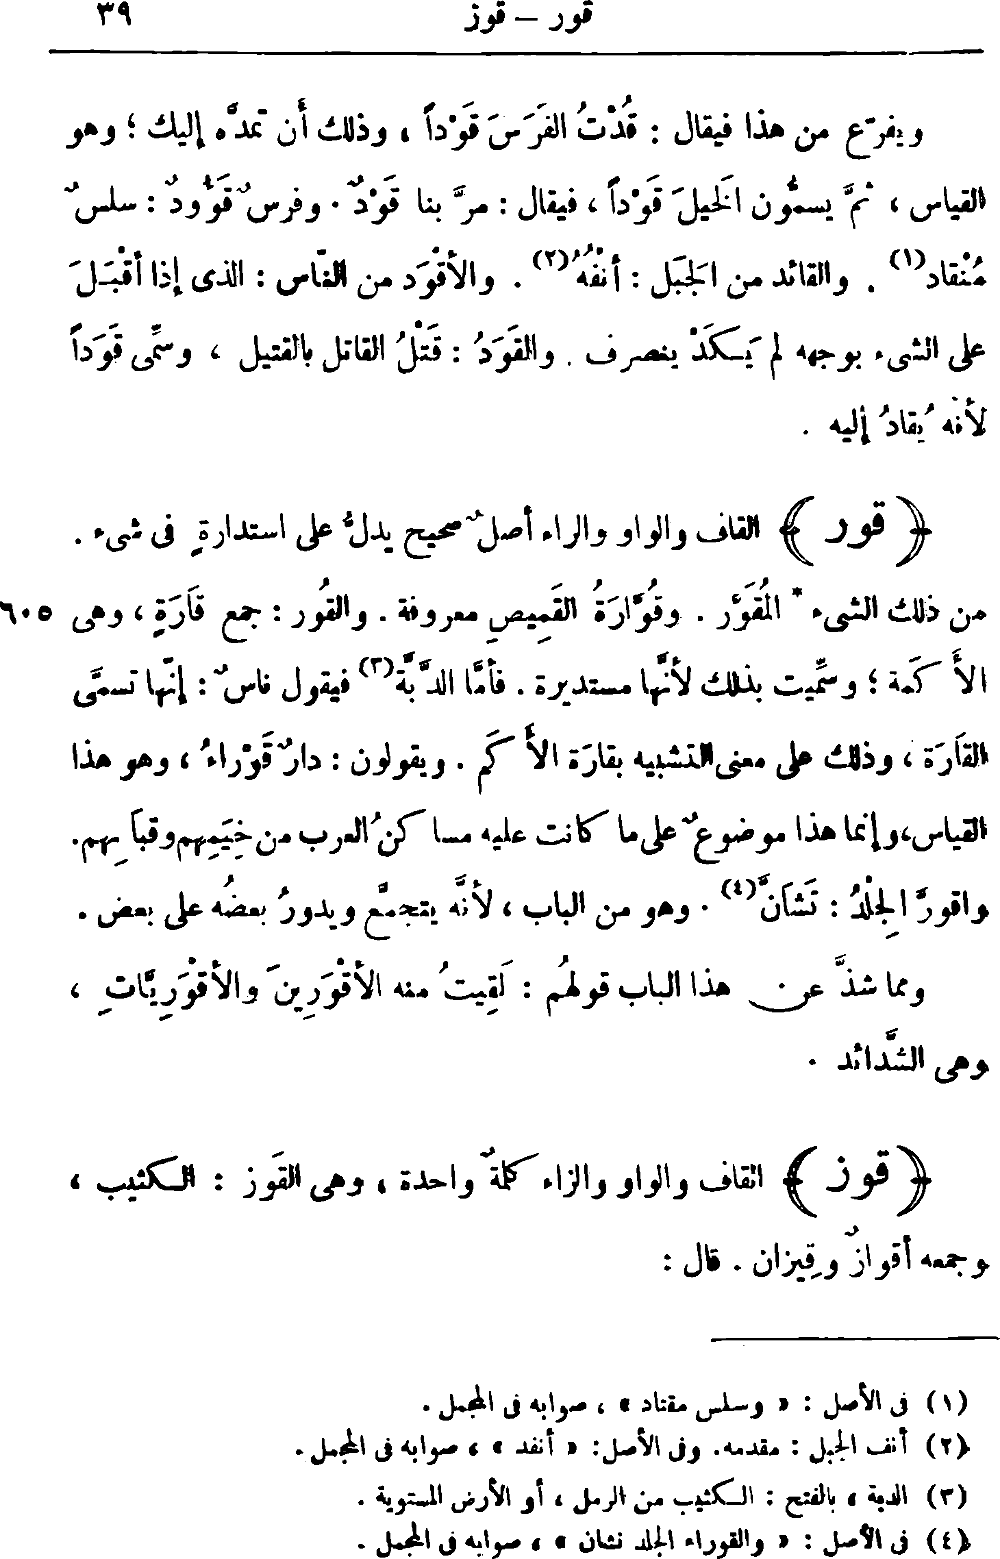 قور – قوز ٣٩
ويفرّع من هذا فيقال : قُدْتُ الفَرَسَ قَوْداً ، وذلك أَن تمدَّه إليك ؛ وهو
القياس ، ثمَّ يسمُّون الخيلَ قَوْداً ، فيقال : مرَّ بنا قَوْدٌ . وفرسٌ قَؤُودٌ : سلسٌ
مُنْقاد(١) . والقائد من الجَبَل : أنْفُهُ(٢) . والأقْوَد من النّاس : الذى إذا أقْبَلَ
على الشىء بوجهه لم يَكَدْ ينصرف . والقَوَدُ : قَتْلُ القاتل بالقتيل ، وسمِّى قَوَداً
لأنّه يُقادُ إليه .
﴿ قور ﴾ القاف والواو والراء أصلٌ صحيح يدلُّ على استدارةٍ فى شىء .
من ذلك الشىء * المُقوَّر . وقُوَّارَةُ القَمِيصِ معروفة . والقُور : جمع قَارَةٍ ، وهى ٦٠٥
الأَكَمة ؛ وسمِّيت بذلك لأنَّها مستديرة . فأمَّا الدَّبَّة(٣) فيقول ناسٌ : إنّها تسمَّى
القَارَة ، وذلك على معنى التشبيه بقارَة الأَكَم . ويقولون : دارٌ قَوْراءُ ، وهو هذا
القياس، وإنما هذا موضوعٌ على ما كانت عليه مساكنُ العرب من خِيَمِهم وقبابِهم.
واقورَّ الجِلْدُ : تَشَانَّ(٤) . وهو من الباب ، لأنَّه يتجمَّع ويدورُ بعضُه على بعض .
ومما شذَّ عن هذا الباب قولهُم : لَقِيتُ منه الأقْوَرِينَ والأقْوَرِيَّاتِ ،
وهى الشَّدائد .
﴿ قوز ﴾ القاف والواو والزاء كلمةٌ واحدة ، وهى القَوز : الكثيب ،
وجمعه أقوازٌ وقِيزان . قال :
(١) فى الأصل : « وسلس مقتاد » ، صوابه فى المجمل .
(٢) أنف الجبل : مقدمه. وفى الأصل: « أنفد » ، صوابه فى المجمل .
(٣) الدبة ، بالفتح : الكثيب من الرمل ، أو الأرض المستوية .
(٤) فى الأصل : « والقوراء الجلد نشان » ، صوابه فى المجمل .